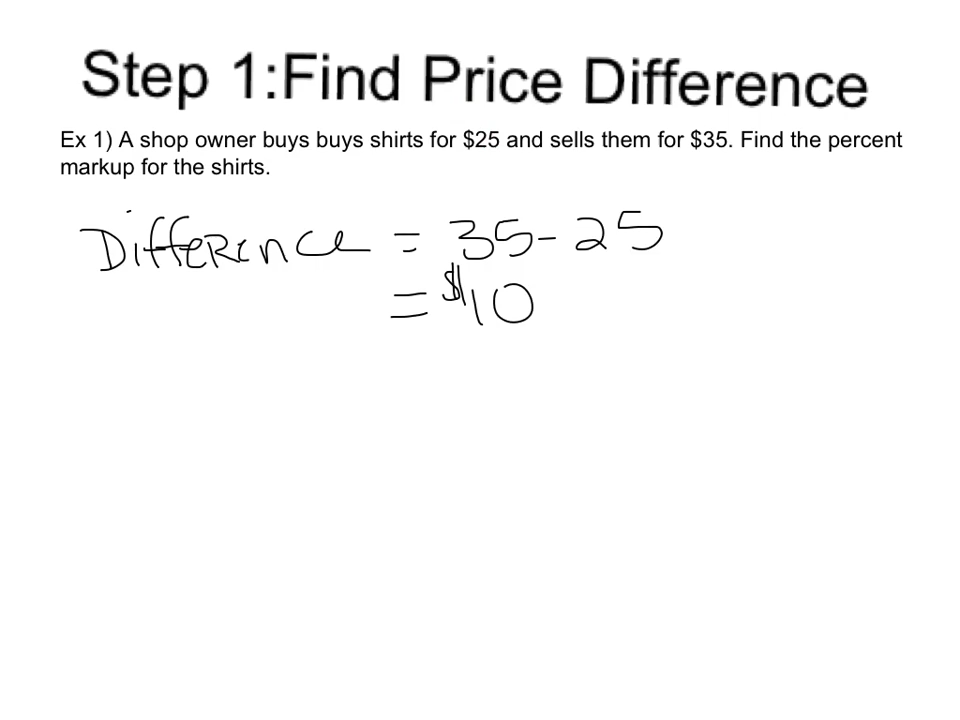 Step 1:Find Price Difference
Ex 1) A shop owner buys buys shirts for $25 and sells them for $35. Find the percent
markup for the shirts.
Difference = 35-25
= $10